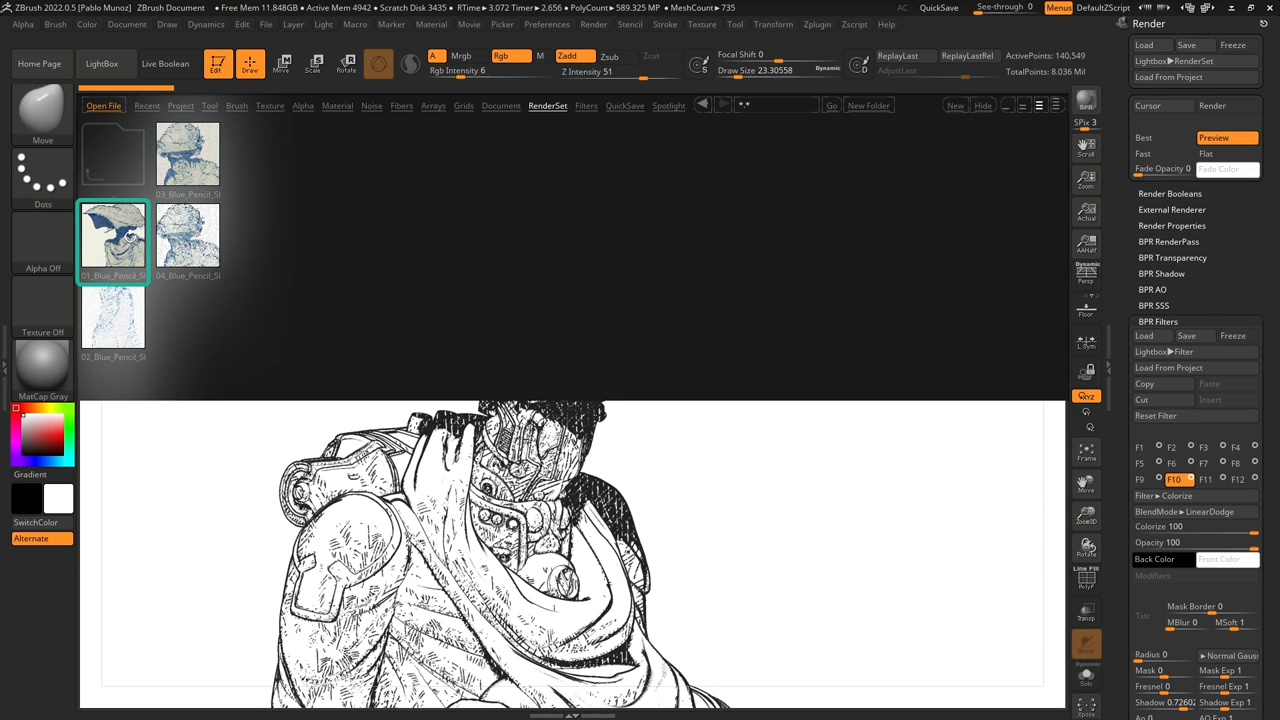 ZBrush 2022.0.5 [Pablo Munoz] ZBrush Document • Free Mem 11.848GB • Active Mem 4942 • Scratch Disk 3435 • RTime▸3.072 Timer▸2.656 • PolyCount▸589.325 MP • MeshCount▸735 AC QuickSave See-through 0 Menus DefaultZScript
Alpha Brush Color Document Draw Dynamics Edit File Layer Light Macro Marker Material Movie Picker Preferences Render Stencil Stroke Texture Tool Transform Zplugin Zscript Help Render
Home Page LightBox Live Boolean Edit Draw Move Scale Rotate
A Mrgb Rgb M Zadd Zsub Zcut
Rgb Intensity 6 Z Intensity 51
Focal Shift 0
Draw Size 23.30558 Dynamic
S D
ReplayLast ReplayLastRel ActivePoints: 140,549
AdjustLast TotalPoints: 8.036 Mil
Open File Recent Project Tool Brush Texture Alpha Material Noise Fibers Arrays Grids Document RenderSet Filters QuickSave Spotlight *.* Go New Folder New Hide
Move
Dots
Alpha Off
Texture Off
MatCap Gray
Gradient
SwitchColor
Alternate
03_Blue_Pencil_Sl
01_Blue_Pencil_Sl
04_Blue_Pencil_Sl
02_Blue_Pencil_Sl
BPR
SPix 3
Scroll
Zoom
Actual
AAHalf
Dynamic
Persp
Floor
L.Sym
XYZ
Frame
Move
Zoom3D
Rotate
Line Fill
PolyF
Transp
Ghost
Dynamic
Solo
Xpose
Load Save Freeze
Lightbox▶RenderSet
Load From Project
Cursor Render
Best Preview
Fast Flat
Fade Opacity 0 Fade Color
Render Booleans
External Renderer
Render Properties
BPR RenderPass
BPR Transparency
BPR Shadow
BPR AO
BPR SSS
BPR Filters
Load Save Freeze
Lightbox▶Filter
Load From Project
Copy Paste
Cut Insert
Reset Filter
F1 F2 F3 F4
F5 F6 F7 F8
F9 F10 F11 F12
Filter▸Colorize
BlendMode▸LinearDodge
Colorize 100
Opacity 100
Back Color Front Color
Modifiers
Txtr Mask Border 0
MBlur 0 MSoft 1
Radius 0 ▸Normal Gauss
Mask 0 Mask Exp 1
Fresnel 0 Fresnel Exp 1
Shadow 0.7260 Shadow Exp 1